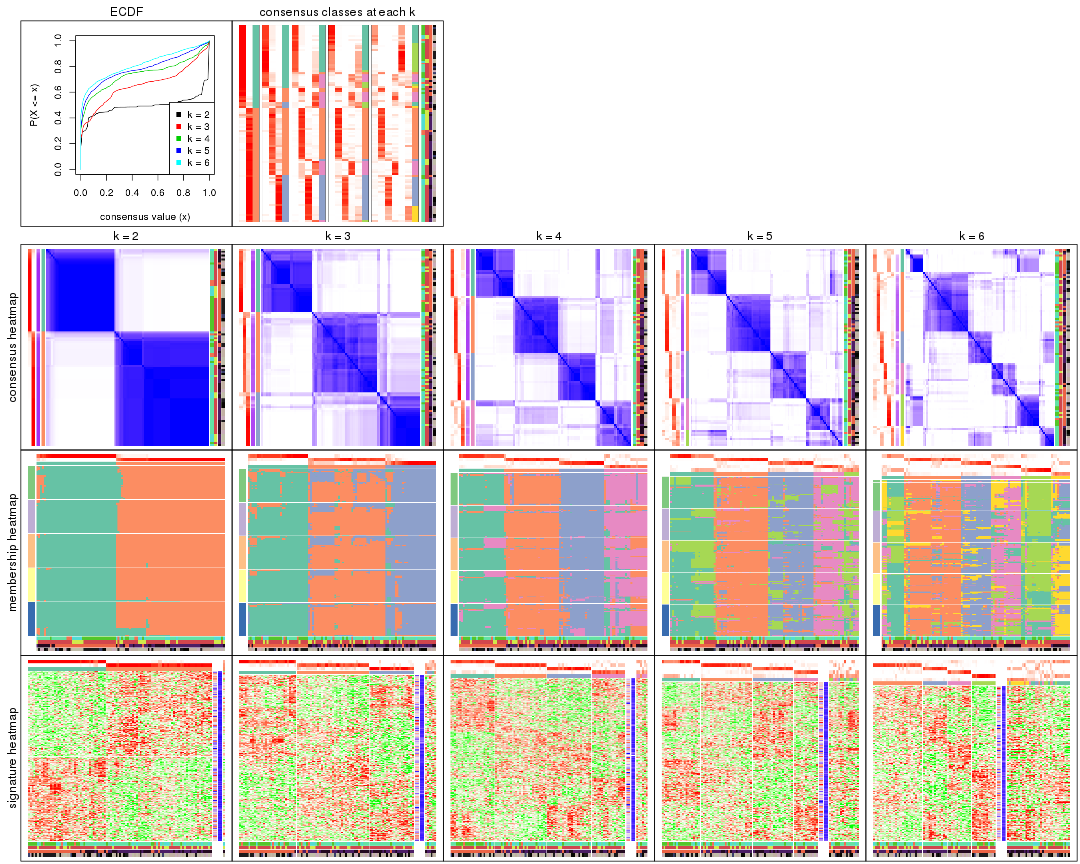 ECDF
consensus classes at each k
P(X <= x)
0.0 0.2 0.4 0.6 0.8 1.0
k = 2
k = 3
k = 4
k = 5
k = 6
0.0 0.2 0.4 0.6 0.8 1.0
consensus value (x)
k = 2 k = 3 k = 4 k = 5 k = 6
consensus heatmap
membership heatmap
signature heatmap